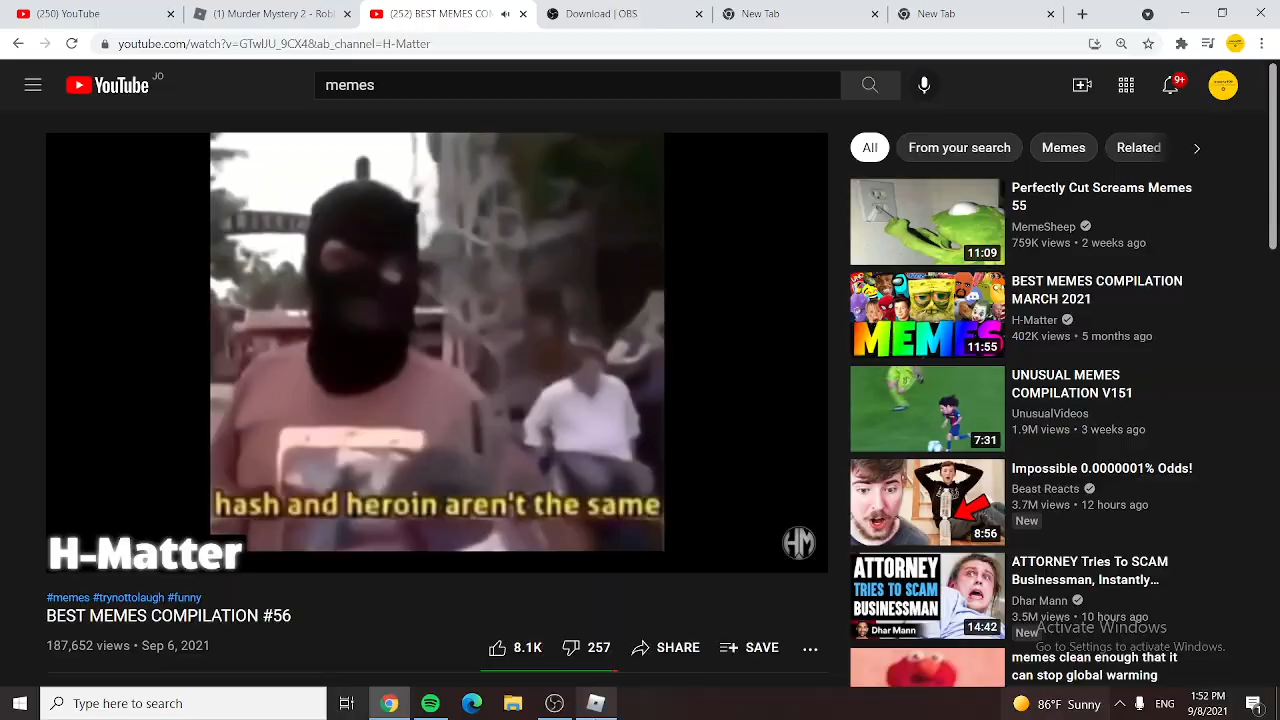 (250) YouTube
(1) Murder Mystery 2 - Rob
(252) BEST MEMES CO
Download | OBS
New Tab
New Tab
youtube.com/watch?v=GTwIJU_9CX4&ab_channel=H-Matter
YouTube JO
memes
9+
All
From your search
Memes
Related
hash and heroin aren't the same
H-Matter
HM
#memes #trynottolaugh #funny
BEST MEMES COMPILATION #56
187,652 views • Sep 6, 2021
8.1K
257
SHARE
SAVE
11:09
Perfectly Cut Screams Memes
55
MemeSheep
759K views • 2 weeks ago
MEMES
11:55
BEST MEMES COMPILATION
MARCH 2021
H-Matter
402K views • 5 months ago
7:31
UNUSUAL MEMES
COMPILATION V151
UnusualVideos
1.9M views • 3 weeks ago
8:56
Impossible 0.0000001% Odds!
Beast Reacts
3.7M views • 12 hours ago
New
ATTORNEY
TRIES TO SCAM
BUSINESSMAN
Dhar Mann
14:42
ATTORNEY Tries To SCAM
Businessman, Instantly...
Dhar Mann
3.5M views • 10 hours ago
New
memes clean enough that it
can stop global warming
Activate Windows
Go to Settings to activate Windows.
Type here to search
86°F Sunny
ENG
1:52 PM
9/8/2021